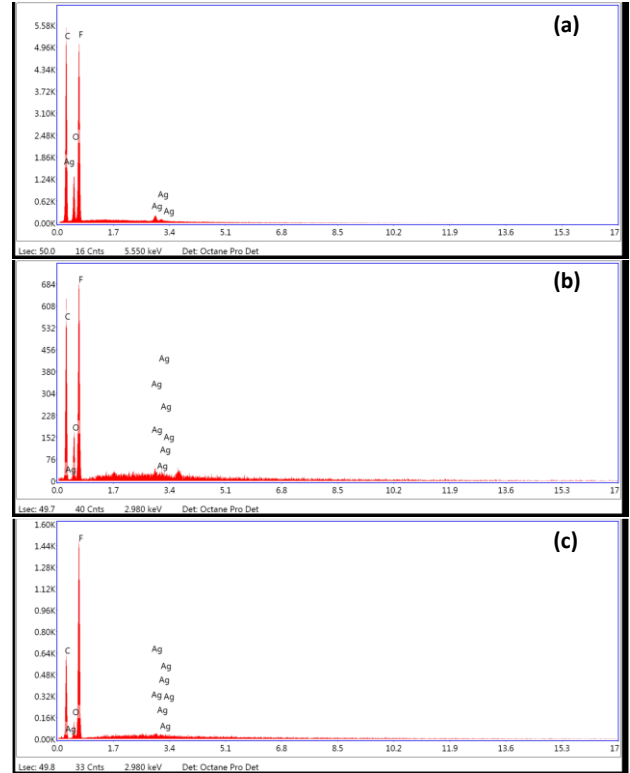 (a)
5.58K
C
F
4.96K
4.34K
3.72K
3.10K
2.48K
O
1.86K
Ag
1.24K
Ag
0.62K
Ag
Ag
0.00K
0.0 1.7 3.4 5.1 6.8 8.5 10.2 11.9 13.6 15.3 17
Lsec: 50.0 16 Cnts 5.550 keV Det: Octane Pro Det
(b)
684
F
608
C
532
456
Ag
380
Ag
304
Ag
228
O
Ag
152
Ag
Ag
76
Ag
Ag
0
0.0 1.7 3.4 5.1 6.8 8.5 10.2 11.9 13.6 15.3 17
Lsec: 49.7 40 Cnts 2.980 keV Det: Octane Pro Det
1.60K
(c)
F
1.44K
1.28K
1.12K
0.96K
0.80K
C
Ag
0.64K
Ag
0.48K
Ag
0.32K
Ag
Ag
O
Ag
0.16K
Ag
Ag
0.00K
0.0 1.7 3.4 5.1 6.8 8.5 10.2 11.9 13.6 15.3 17
Lsec: 49.8 33 Cnts 2.980 keV Det: Octane Pro Det